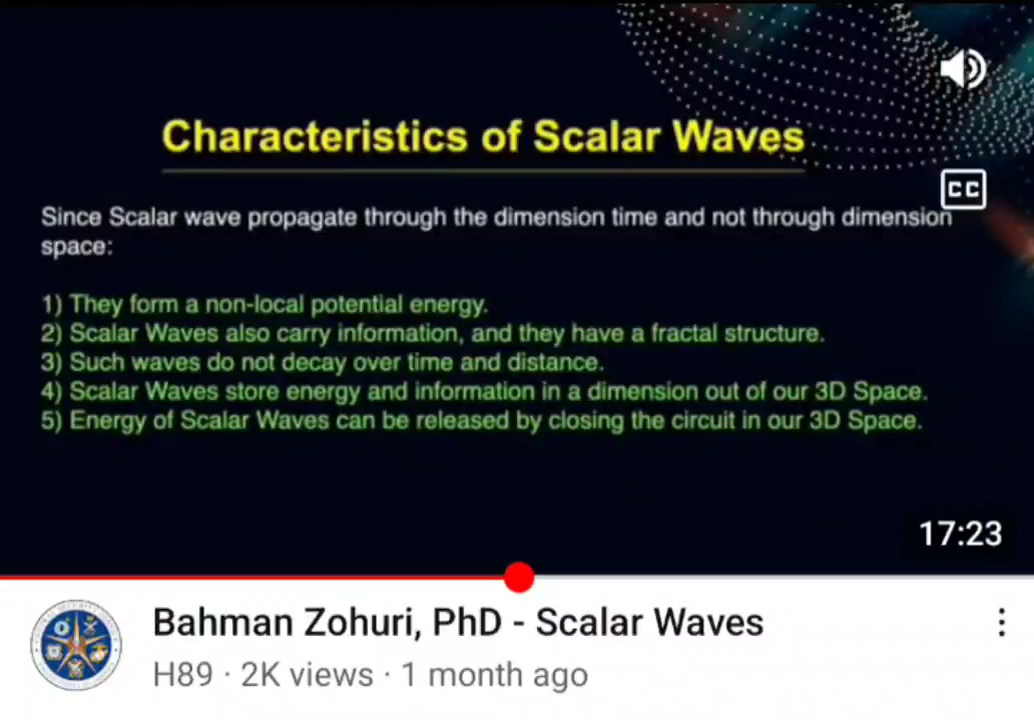 Characteristics of Scalar Waves
CC
Since Scalar wave propagate through the dimension time and not through dimension
space:
1) They form a non-local potential energy.
2) Scalar Waves also carry information, and they have a fractal structure.
3) Such waves do not decay over time and distance.
4) Scalar Waves store energy and information in a dimension out of our 3D Space.
5) Energy of Scalar Waves can be released by closing the circuit in our 3D Space.
17:23
Bahman Zohuri, PhD - Scalar Waves
H89 · 2K views · 1 month ago